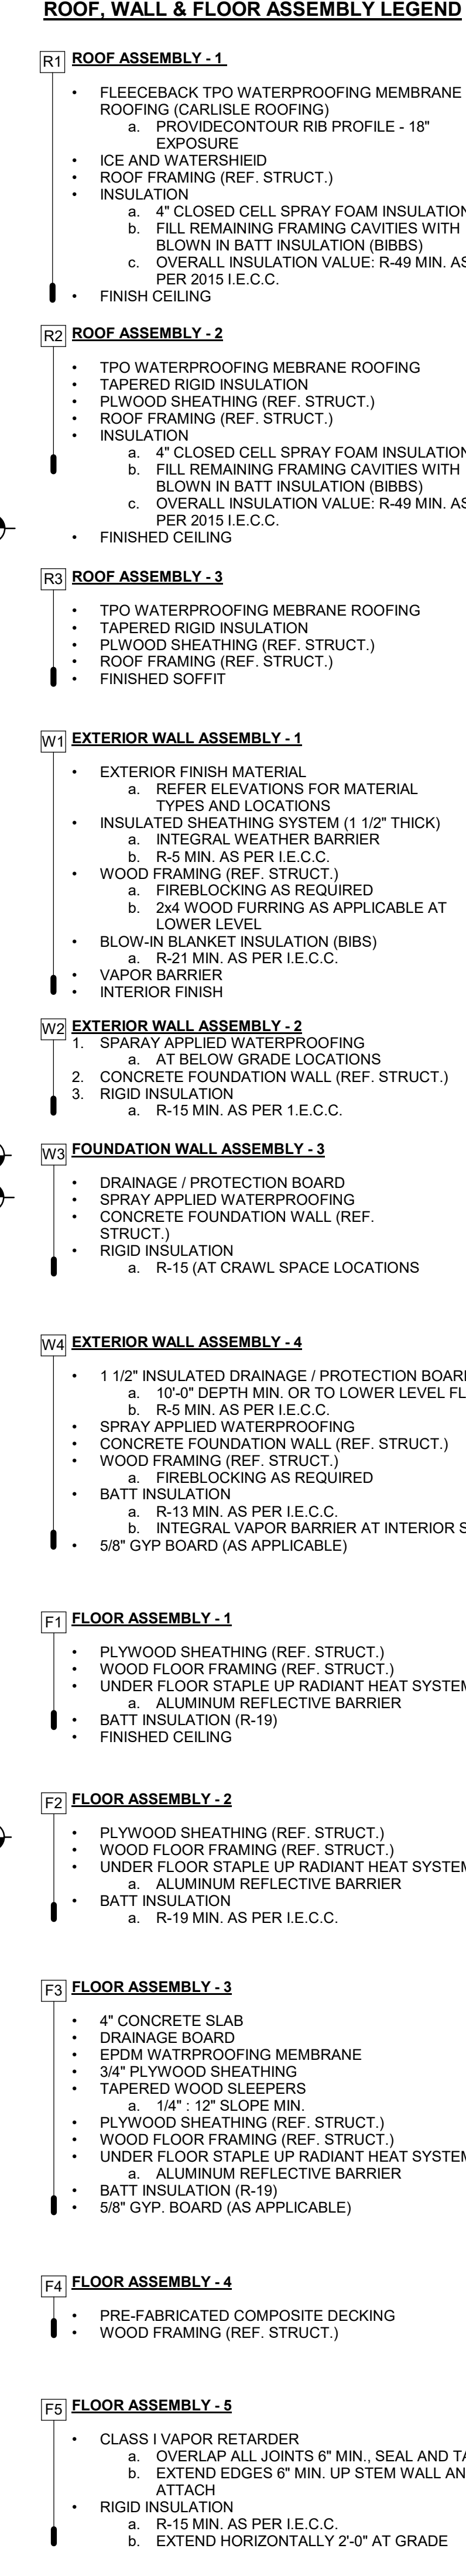 ROOF, WALL & FLOOR ASSEMBLY LEGEND
R1 ROOF ASSEMBLY - 1
• FLEECEBACK TPO WATERPROOFING MEMBRANE
ROOFING (CARLISLE ROOFING)
a. PROVIDECONTOUR RIB PROFILE - 18"
EXPOSURE
• ICE AND WATERSHIELD
• ROOF FRAMING (REF. STRUCT.)
• INSULATION
a. 4" CLOSED CELL SPRAY FOAM INSULATION
b. FILL REMAINING FRAMING CAVITIES WITH
BLOWN IN BATT INSULATION (BIBBS)
c. OVERALL INSULATION VALUE: R-49 MIN. AS
PER 2015 I.E.C.C.
• FINISH CEILING
R2 ROOF ASSEMBLY - 2
• TPO WATERPROOFING MEBRANE ROOFING
• TAPERED RIGID INSULATION
• PLWOOD SHEATHING (REF. STRUCT.)
• ROOF FRAMING (REF. STRUCT.)
• INSULATION
a. 4" CLOSED CELL SPRAY FOAM INSULATION
b. FILL REMAINING FRAMING CAVITIES WITH
BLOWN IN BATT INSULATION (BIBBS)
c. OVERALL INSULATION VALUE: R-49 MIN. AS
PER 2015 I.E.C.C.
• FINISHED CEILING
R3 ROOF ASSEMBLY - 3
• TPO WATERPROOFING MEBRANE ROOFING
• TAPERED RIGID INSULATION
• PLWOOD SHEATHING (REF. STRUCT.)
• ROOF FRAMING (REF. STRUCT.)
• FINISHED SOFFIT
W1 EXTERIOR WALL ASSEMBLY - 1
• EXTERIOR FINISH MATERIAL
a. REFER ELEVATIONS FOR MATERIAL
TYPES AND LOCATIONS
• INSULATED SHEATHING SYSTEM (1 1/2" THICK)
a. INTEGRAL WEATHER BARRIER
b. R-5 MIN. AS PER I.E.C.C.
• WOOD FRAMING (REF. STRUCT.)
a. FIREBLOCKING AS REQUIRED
b. 2x4 WOOD FURRING AS APPLICABLE AT
LOWER LEVEL
• BLOW-IN BLANKET INSULATION (BIBS)
a. R-21 MIN. AS PER I.E.C.C.
• VAPOR BARRIER
• INTERIOR FINISH
W2 EXTERIOR WALL ASSEMBLY - 2
1. SPARAY APPLIED WATERPROOFING
a. AT BELOW GRADE LOCATIONS
2. CONCRETE FOUNDATION WALL (REF. STRUCT.)
3. RIGID INSULATION
a. R-15 MIN. AS PER 1.E.C.C.
W3 FOUNDATION WALL ASSEMBLY - 3
• DRAINAGE / PROTECTION BOARD
• SPRAY APPLIED WATERPROOFING
• CONCRETE FOUNDATION WALL (REF.
STRUCT.)
• RIGID INSULATION
a. R-15 (AT CRAWL SPACE LOCATIONS
W4 EXTERIOR WALL ASSEMBLY - 4
• 1 1/2" INSULATED DRAINAGE / PROTECTION BOARD
a. 10'-0" DEPTH MIN. OR TO LOWER LEVEL FL
b. R-5 MIN. AS PER I.E.C.C.
• SPRAY APPLIED WATERPROOFING
• CONCRETE FOUNDATION WALL (REF. STRUCT.)
• WOOD FRAMING (REF. STRUCT.)
a. FIREBLOCKING AS REQUIRED
• BATT INSULATION
a. R-13 MIN. AS PER I.E.C.C.
b. INTEGRAL VAPOR BARRIER AT INTERIOR S
• 5/8" GYP BOARD (AS APPLICABLE)
F1 FLOOR ASSEMBLY - 1
• PLYWOOD SHEATHING (REF. STRUCT.)
• WOOD FLOOR FRAMING (REF. STRUCT.)
• UNDER FLOOR STAPLE UP RADIANT HEAT SYSTEM
a. ALUMINUM REFLECTIVE BARRIER
• BATT INSULATION (R-19)
• FINISHED CEILING
F2 FLOOR ASSEMBLY - 2
• PLYWOOD SHEATHING (REF. STRUCT.)
• WOOD FLOOR FRAMING (REF. STRUCT.)
• UNDER FLOOR STAPLE UP RADIANT HEAT SYSTEM
a. ALUMINUM REFLECTIVE BARRIER
• BATT INSULATION
a. R-19 MIN. AS PER I.E.C.C.
F3 FLOOR ASSEMBLY - 3
• 4" CONCRETE SLAB
• DRAINAGE BOARD
• EPDM WATRPROOFING MEMBRANE
• 3/4" PLYWOOD SHEATHING
• TAPERED WOOD SLEEPERS
a. 1/4" : 12" SLOPE MIN.
• PLYWOOD SHEATHING (REF. STRUCT.)
• WOOD FLOOR FRAMING (REF. STRUCT.)
• UNDER FLOOR STAPLE UP RADIANT HEAT SYSTEM
a. ALUMINUM REFLECTIVE BARRIER
• BATT INSULATION (R-19)
• 5/8" GYP. BOARD (AS APPLICABLE)
F4 FLOOR ASSEMBLY - 4
• PRE-FABRICATED COMPOSITE DECKING
• WOOD FRAMING (REF. STRUCT.)
F5 FLOOR ASSEMBLY - 5
• CLASS I VAPOR RETARDER
a. OVERLAP ALL JOINTS 6" MIN., SEAL AND TA
b. EXTEND EDGES 6" MIN. UP STEM WALL AN
ATTACH
• RIGID INSULATION
a. R-15 MIN. AS PER I.E.C.C.
b. EXTEND HORIZONTALLY 2'-0" AT GRADE